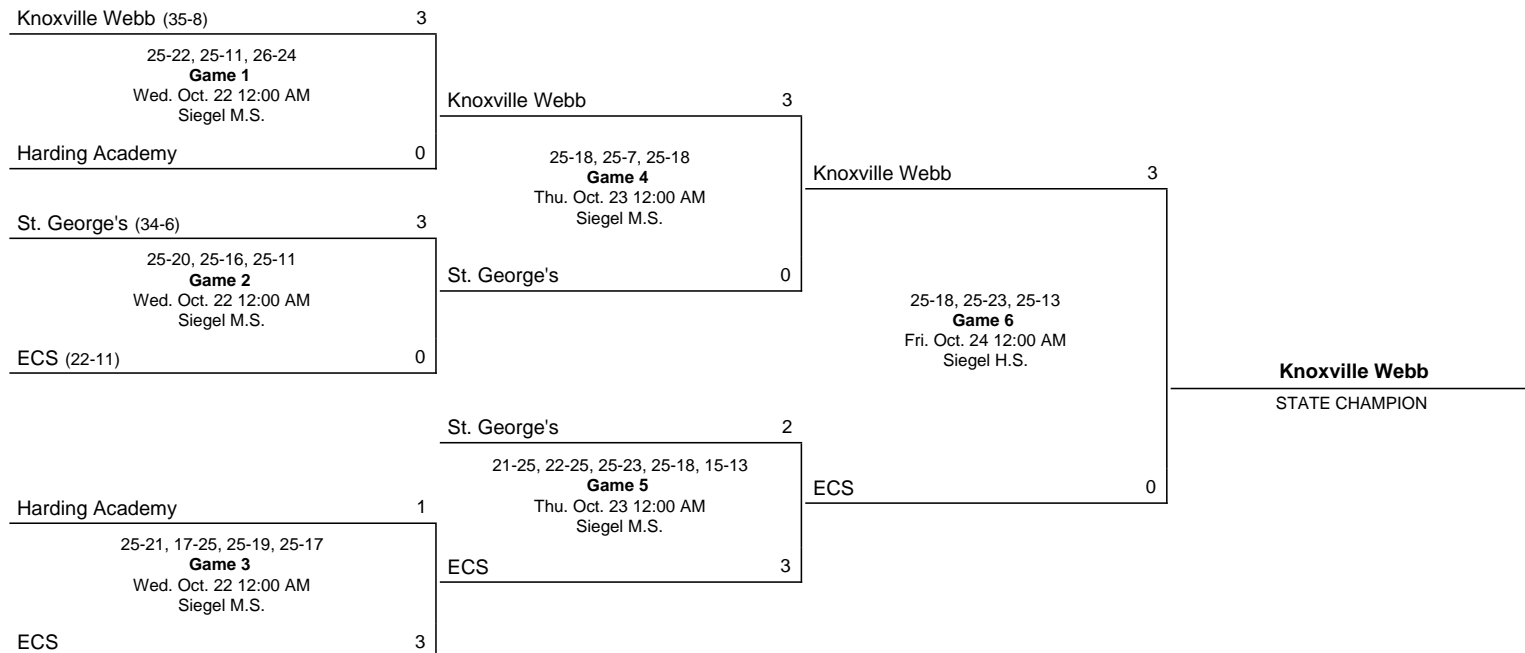 Knoxville Webb (35-8) 3
25-22, 25-11, 26-24
Game 1
Wed. Oct. 22 12:00 AM
Siegel M.S.
Harding Academy 0
St. George's (34-6) 3
25-20, 25-16, 25-11
Game 2
Wed. Oct. 22 12:00 AM
Siegel M.S.
ECS (22-11) 0
Harding Academy 1
25-21, 17-25, 25-19, 25-17
Game 3
Wed. Oct. 22 12:00 AM
Siegel M.S.
ECS 3
Knoxville Webb 3
25-18, 25-7, 25-18
Game 4
Thu. Oct. 23 12:00 AM
Siegel M.S.
St. George's 0
St. George's 2
21-25, 22-25, 25-23, 25-18, 15-13
Game 5
Thu. Oct. 23 12:00 AM
Siegel M.S.
ECS 3
Knoxville Webb 3
25-18, 25-23, 25-13
Game 6
Fri. Oct. 24 12:00 AM
Siegel H.S.
ECS 0
Knoxville Webb
STATE CHAMPION